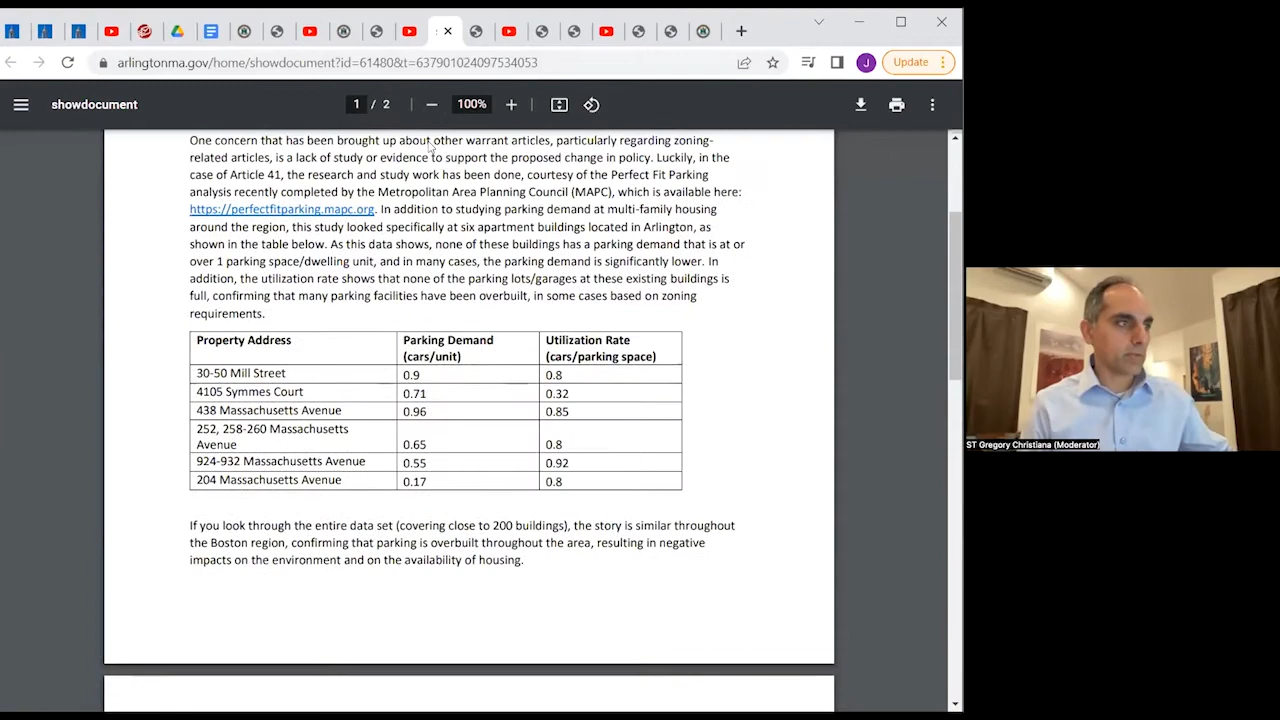 arlingtonma.gov/home/showdocument?id=61480&t=637901024097534053
J
Update
showdocument
1 / 2
100%
One concern that has been brought up about other warrant articles, particularly regarding zoning-
related articles, is a lack of study or evidence to support the proposed change in policy. Luckily, in the
case of Article 41, the research and study work has been done, courtesy of the Perfect Fit Parking
analysis recently completed by the Metropolitan Area Planning Council (MAPC), which is available here:
https://perfectfitparking.mapc.org. In addition to studying parking demand at multi-family housing
around the region, this study looked specifically at six apartment buildings located in Arlington, as
shown in the table below. As this data shows, none of these buildings has a parking demand that is at or
over 1 parking space/dwelling unit, and in many cases, the parking demand is significantly lower. In
addition, the utilization rate shows that none of the parking lots/garages at these existing buildings is
full, confirming that many parking facilities have been overbuilt, in some cases based on zoning
requirements.
Property Address Parking Demand Utilization Rate
(cars/unit) (cars/parking space)
30-50 Mill Street 0.9 0.8
4105 Symmes Court 0.71 0.32
438 Massachusetts Avenue 0.96 0.85
252, 258-260 Massachusetts
Avenue 0.65 0.8
924-932 Massachusetts Avenue 0.55 0.92
204 Massachusetts Avenue 0.17 0.8
If you look through the entire data set (covering close to 200 buildings), the story is similar throughout
the Boston region, confirming that parking is overbuilt throughout the area, resulting in negative
impacts on the environment and on the availability of housing.
ST Gregory Christiana (Moderator)